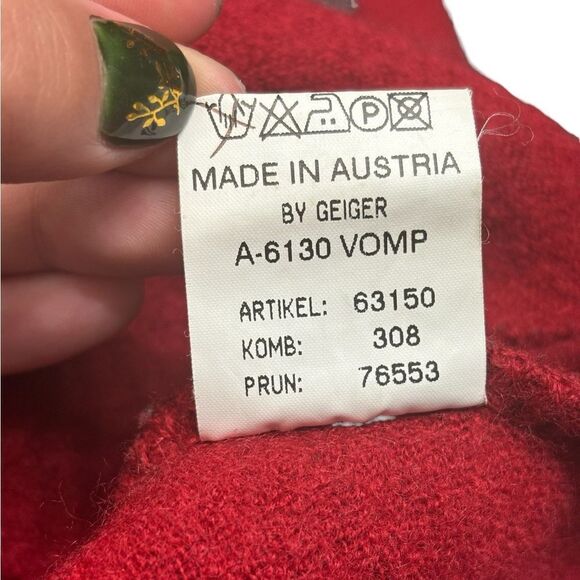 MADE IN AUSTRIA
BY GEIGER
A-6130 VOMP
ARTIKEL: 63150
KOMB: 308
PRUN: 76553